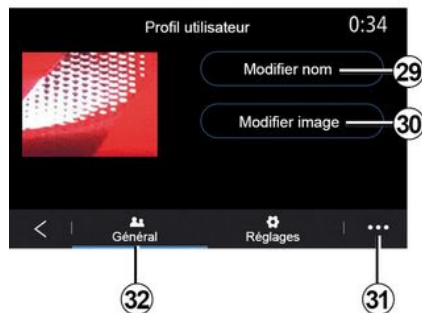 Profil utilisateur 0:34
Modifier nom 29
Modifier image 30
Général Réglages
32 31